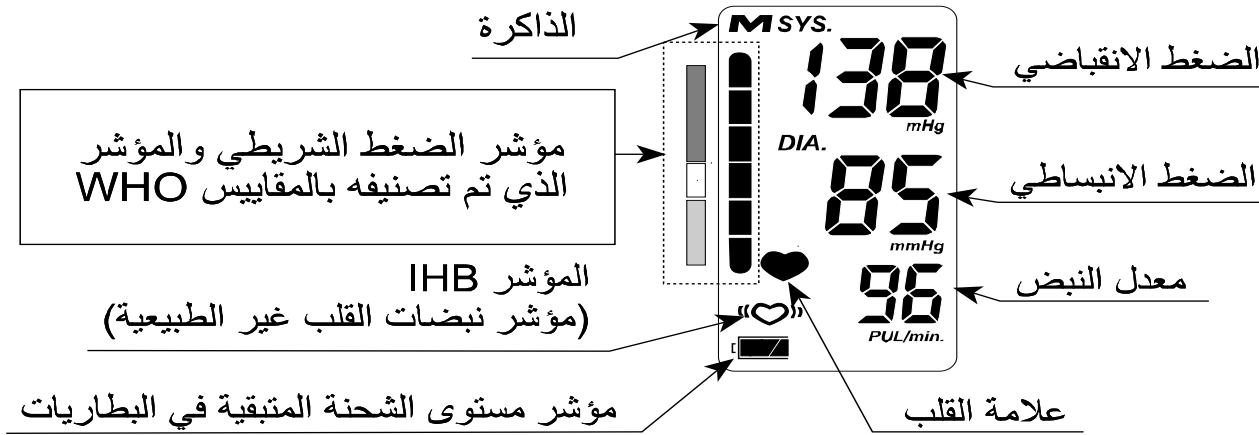 الذاكرة
M SYS.
138
mHg
الضغط الانقباضي
مؤشر الضغط الشريطي والمؤشر
الذي تم تصنيفه بالمقاييس WHO
DIA.
85
mmHg
الضغط الانبساطي
المؤشر IHB
(مؤشر نبضات القلب غير الطبيعية)
96
PUL/min.
معدل النبض
مؤشر مستوى الشحنة المتبقية في البطاريات
علامة القلب